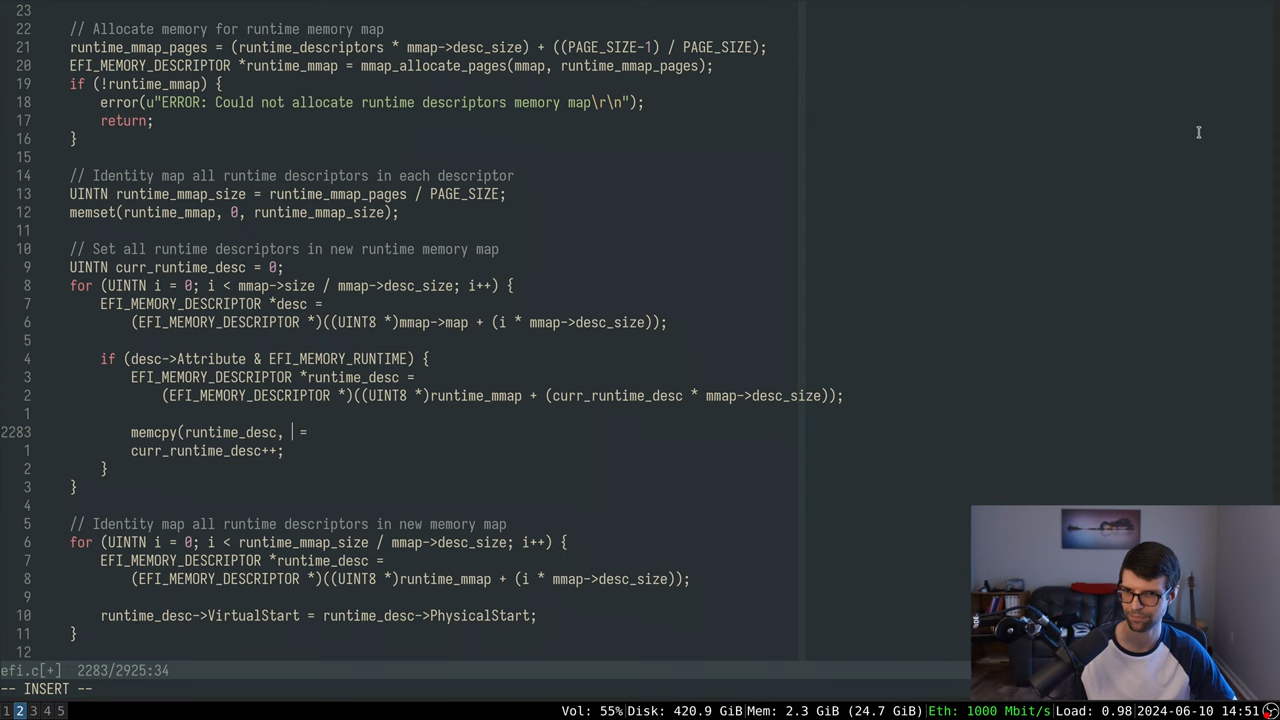 23
22 // Allocate memory for runtime memory map
21 runtime_mmap_pages = (runtime_descriptors * mmap->desc_size) + ((PAGE_SIZE-1) / PAGE_SIZE);
20 EFI_MEMORY_DESCRIPTOR *runtime_mmap = mmap_allocate_pages(mmap, runtime_mmap_pages);
19 if (!runtime_mmap) {
18 error(u"ERROR: Could not allocate runtime descriptors memory map\r\n");
17 return;
16 }
15
14 // Identity map all runtime descriptors in each descriptor
13 UINTN runtime_mmap_size = runtime_mmap_pages / PAGE_SIZE;
12 memset(runtime_mmap, 0, runtime_mmap_size);
11
10 // Set all runtime descriptors in new runtime memory map
9 UINTN curr_runtime_desc = 0;
8 for (UINTN i = 0; i < mmap->size / mmap->desc_size; i++) {
7 EFI_MEMORY_DESCRIPTOR *desc =
6 (EFI_MEMORY_DESCRIPTOR *)((UINT8 *)mmap->map + (i * mmap->desc_size));
5
4 if (desc->Attribute & EFI_MEMORY_RUNTIME) {
3 EFI_MEMORY_DESCRIPTOR *runtime_desc =
2 (EFI_MEMORY_DESCRIPTOR *)((UINT8 *)runtime_mmap + (curr_runtime_desc * mmap->desc_size));
1
2283 memcpy(runtime_desc, =
1 curr_runtime_desc++;
2 }
3 }
4
5 // Identity map all runtime descriptors in new memory map
6 for (UINTN i = 0; i < runtime_mmap_size / mmap->desc_size; i++) {
7 EFI_MEMORY_DESCRIPTOR *runtime_desc =
8 (EFI_MEMORY_DESCRIPTOR *)((UINT8 *)runtime_mmap + (i * mmap->desc_size));
9
10 runtime_desc->VirtualStart = runtime_desc->PhysicalStart;
11 }
12
efi.c[+] 2283/2925:34
-- INSERT --
1 2 3 4 5 Vol: 55% Disk: 420.9 GiB Mem: 2.3 GiB (24.7 GiB) Eth: 1000 Mbit/s Load: 0.98 2024-06-10 14:51